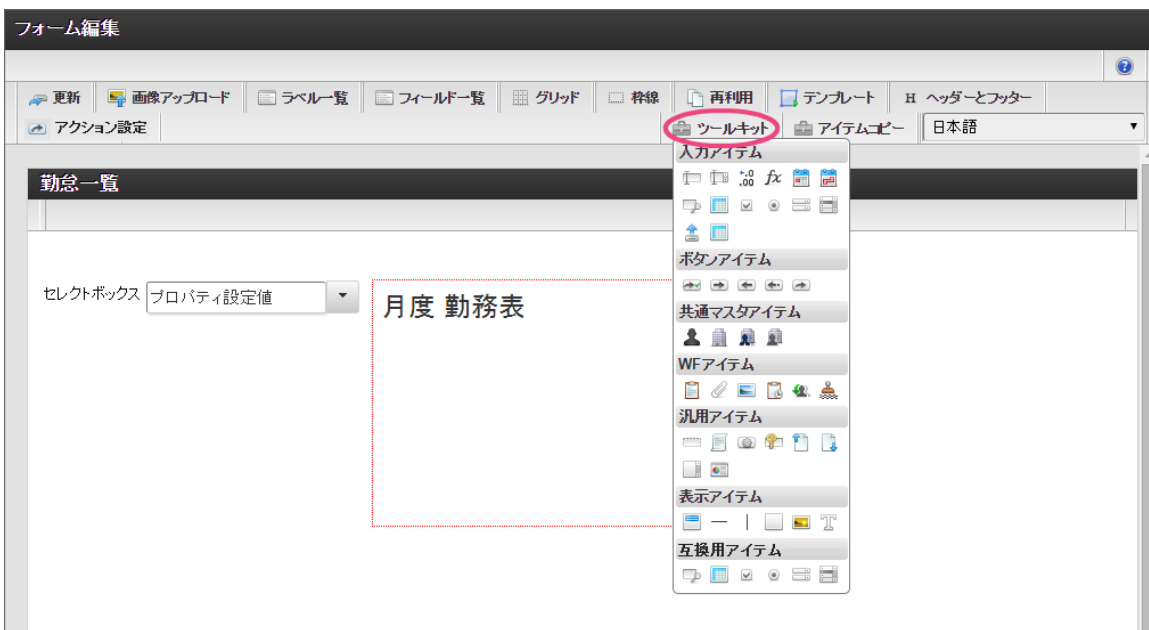 フォーム編集
更新 画像アップロード ラベル一覧 フィールド一覧 グリッド 枠線 再利用 テンプレート H ヘッダーとフッター
アクション設定 ツールキット アイテムコピー 日本語
入力アイテム
勤怠一覧
ボタンアイテム
セレクトボックス プロパティ設定値
月度 勤務表
共通マスタアイテム
WFアイテム
汎用アイテム
表示アイテム
互換用アイテム